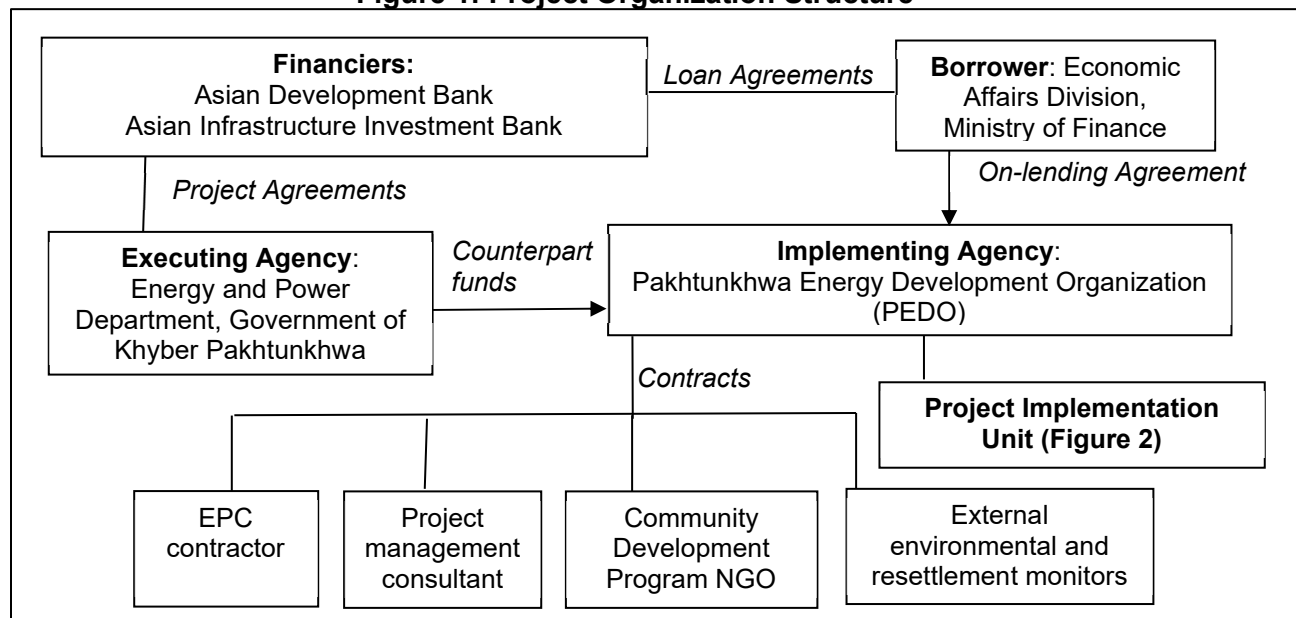 Figure 1: Project Organization Structure
Financiers:
Asian Development Bank
Asian Infrastructure Investment Bank
Loan Agreements
Borrower: Economic
Affairs Division,
Ministry of Finance
Project Agreements
On-lending Agreement
Executing Agency:
Energy and Power
Department, Government of
Khyber Pakhtunkhwa
Counterpart
funds
Implementing Agency:
Pakhtunkhwa Energy Development Organization
(PEDO)
Contracts
Project Implementation
Unit (Figure 2)
EPC
contractor
Project
management
consultant
Community
Development
Program NGO
External
environmental and
resettlement monitors